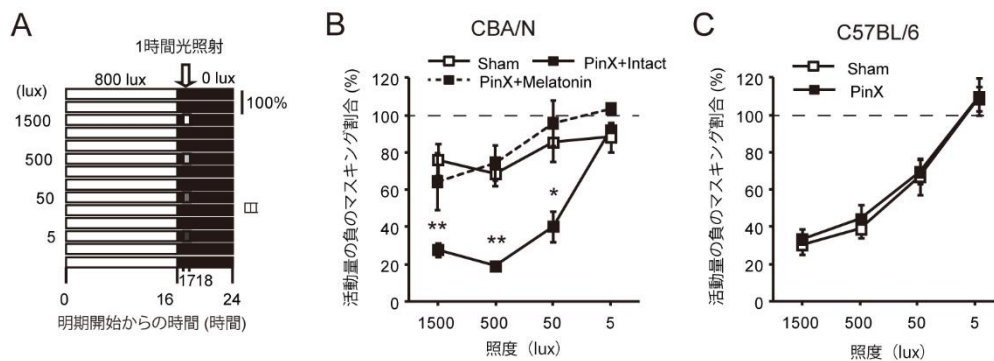 A
1時間光照射
800 lux
0 lux
(lux)
100%
1500
500
50
5
日
1718
0
16
24
明期開始からの時間 (時間)
B
CBA/N
Sham
PinX+Intact
PinX+Melatonin
活動量の負のマスキング割合 (%)
120
100
80
60
40
20
0
**
**
*
1500
500
50
5
照度（lux）
C
C57BL/6
Sham
PinX
活動量の負のマスキング割合 (%)
120
100
80
60
40
20
0
1500
500
50
5
照度（lux）